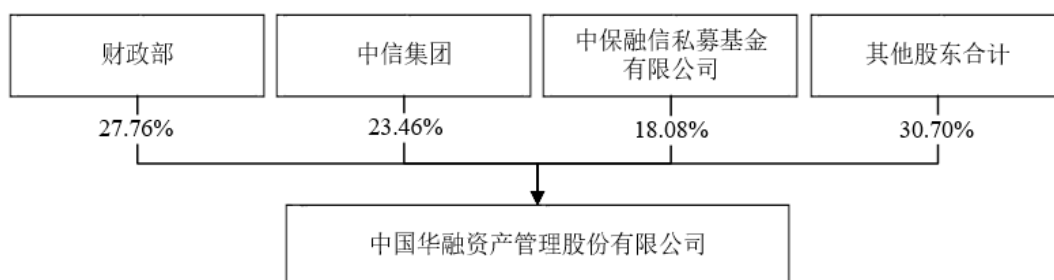 财政部
中信集团
中保融信私募基金
有限公司
其他股东合计
27.76%
23.46%
18.08%
30.70%
中国华融资产管理股份有限公司